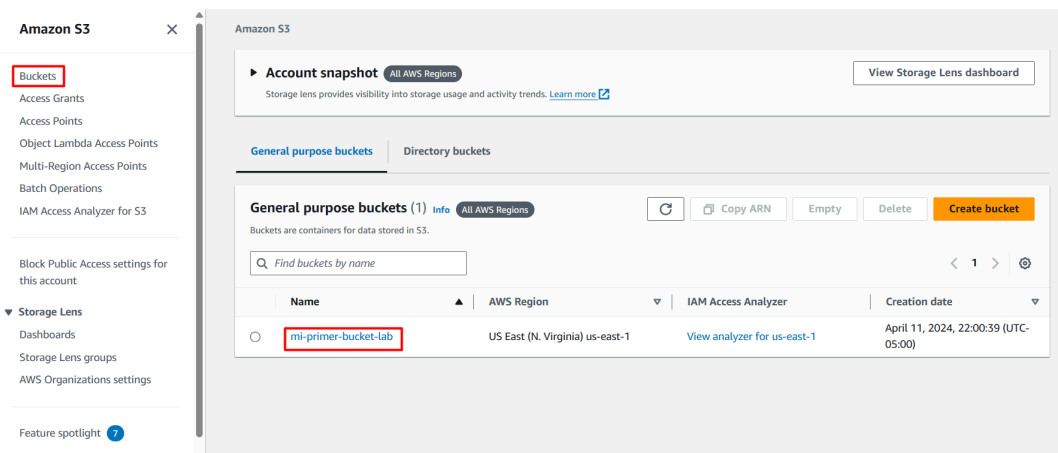 Amazon S3
Buckets
Access Grants
Access Points
Object Lambda Access Points
Multi-Region Access Points
Batch Operations
IAM Access Analyzer for S3
Block Public Access settings for
this account
Storage Lens
Dashboards
Storage Lens groups
AWS Organizations settings
Feature spotlight 7
Amazon S3
Account snapshot All AWS Regions
View Storage Lens dashboard
Storage lens provides visibility into storage usage and activity trends. Learn more
General purpose buckets Directory buckets
General purpose buckets (1) Info All AWS Regions
Copy ARN Empty Delete Create bucket
Buckets are containers for data stored in S3.
Find buckets by name
1
Name AWS Region IAM Access Analyzer Creation date
mi-primer-bucket-lab US East (N. Virginia) us-east-1 View analyzer for us-east-1 April 11, 2024, 22:00:39 (UTC-
05:00)